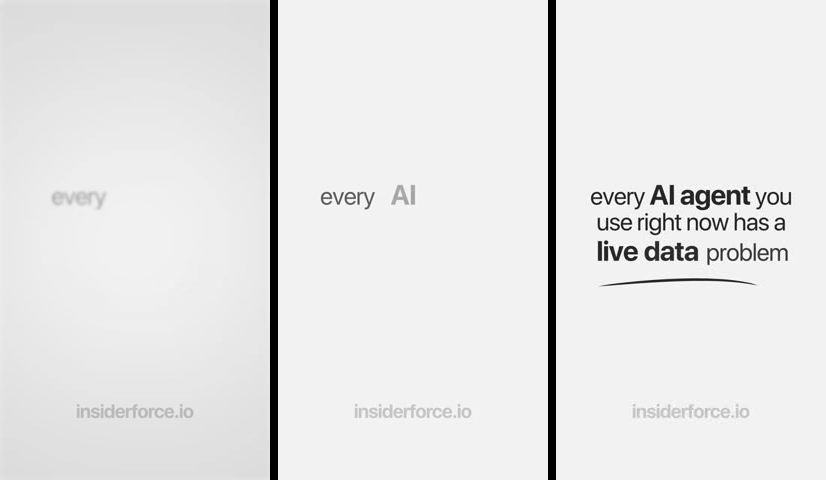 every
insiderforce.io
every AI
insiderforce.io
every AI agent you
use right now has a
live data problem
insiderforce.io